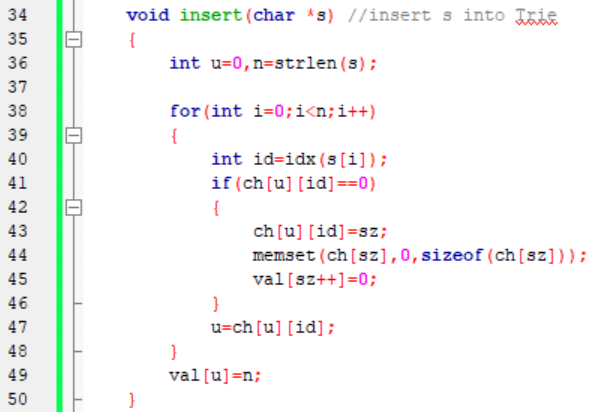 34 void insert(char *s) //insert s into Trie
35 {
36 int u=0,n=strlen(s);
37
38 for(int i=0;i<n;i++)
39 {
40 int id=idx(s[i]);
41 if(ch[u][id]==0)
42 {
43 ch[u][id]=sz;
44 memset(ch[sz],0,sizeof(ch[sz]));
45 val[sz++]=0;
46 }
47 u=ch[u][id];
48 }
49 val[u]=n;
50 }